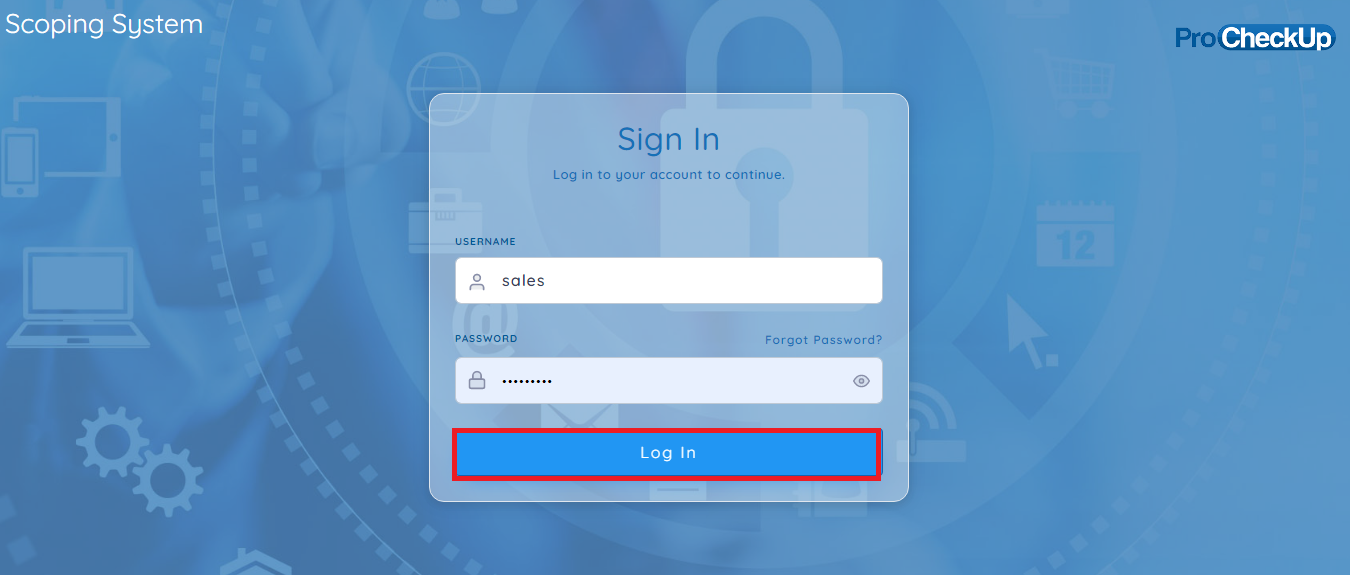 Scoping System
ProCheckUp
Sign In
Log in to your account to continue.
USERNAME
sales
@
PASSWORD
Forgot Password?
•••••••••
Log In
12